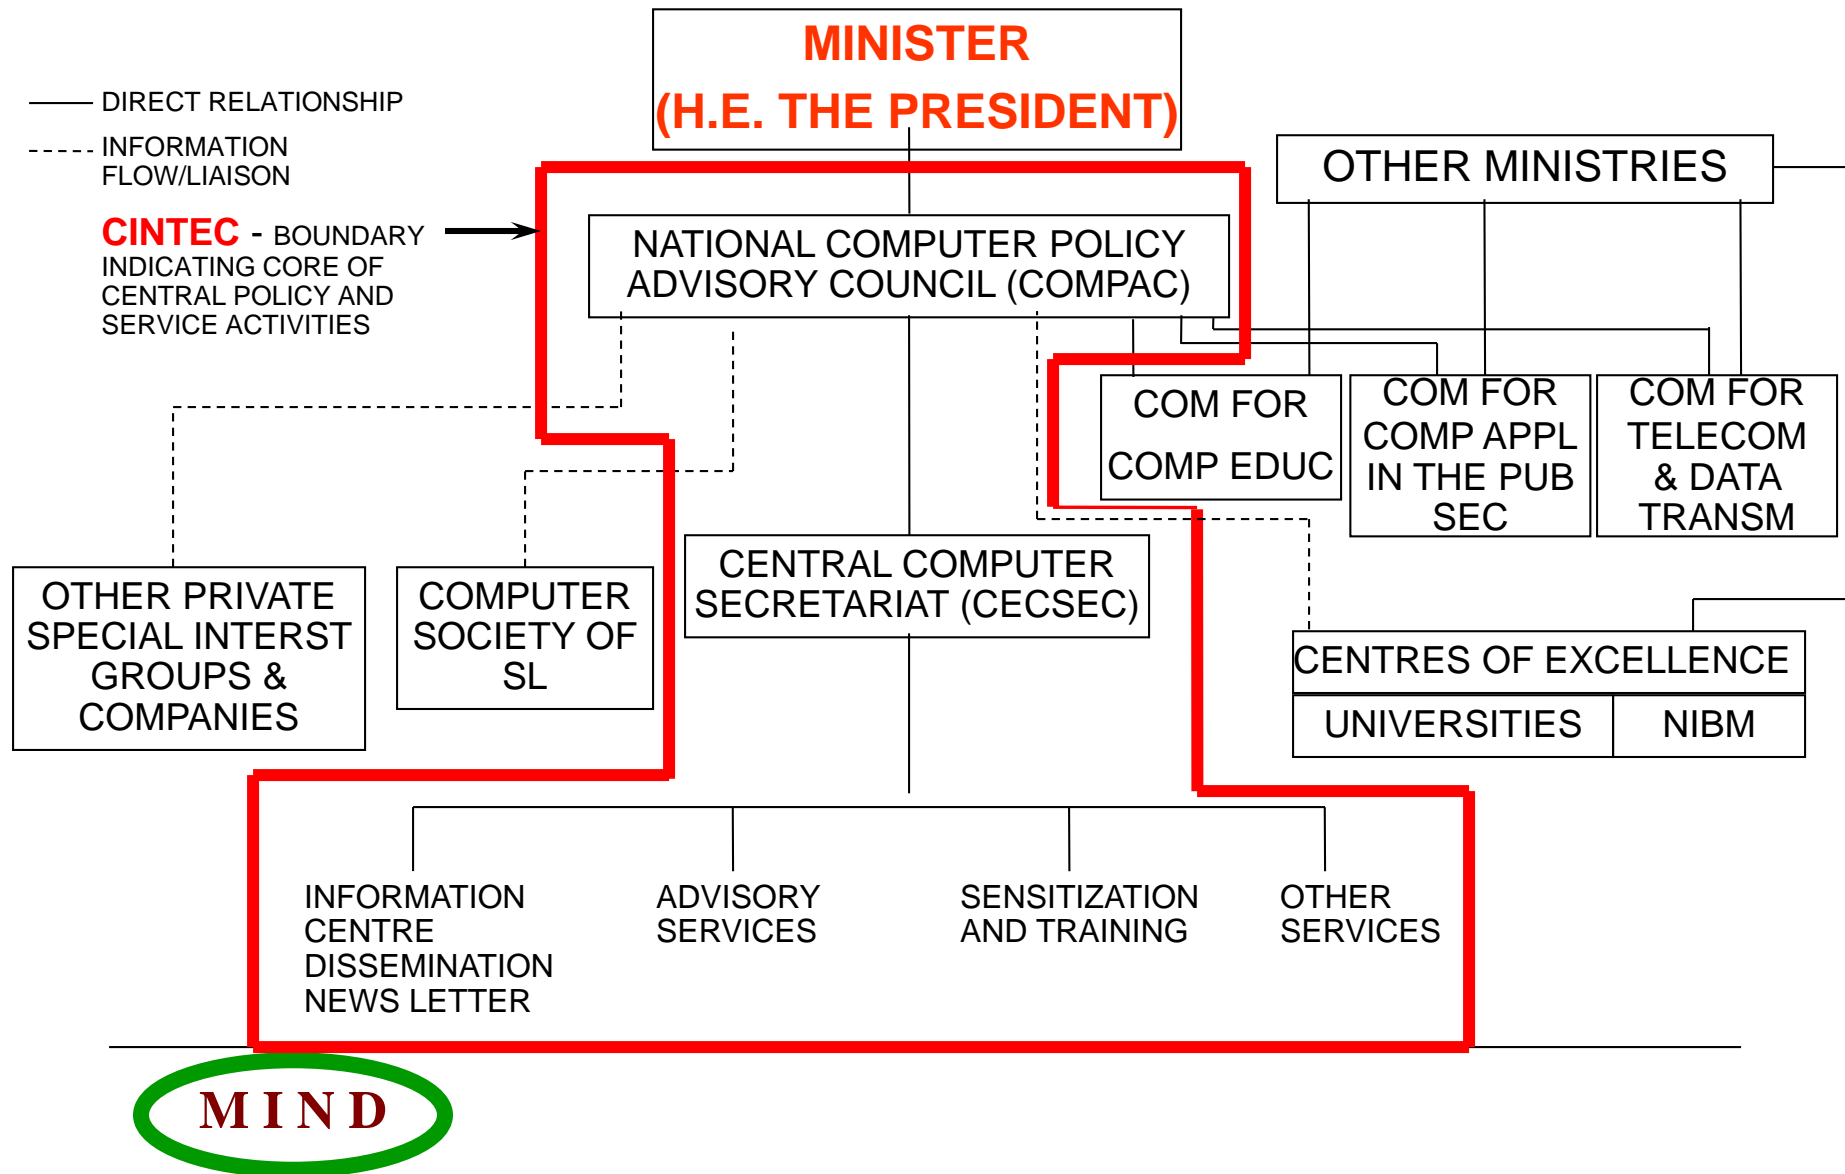 MINISTER
(H.E. THE PRESIDENT)
DIRECT RELATIONSHIP
INFORMATION
FLOW/LIAISON
CINTEC - BOUNDARY
INDICATING CORE OF
CENTRAL POLICY AND
SERVICE ACTIVITIES
OTHER MINISTRIES
NATIONAL COMPUTER POLICY
ADVISORY COUNCIL (COMPAC)
COM FOR
COMP EDUC
COM FOR
COMP APPL
IN THE PUB
SEC
COM FOR
TELECOM
& DATA
TRANSM
OTHER PRIVATE
SPECIAL INTERST
GROUPS &
COMPANIES
COMPUTER
SOCIETY OF
SL
CENTRAL COMPUTER
SECRETARIAT (CECSEC)
CENTRES OF EXCELLENCE
UNIVERSITIES
NIBM
INFORMATION
CENTRE
DISSEMINATION
NEWS LETTER
ADVISORY
SERVICES
SENSITIZATION
AND TRAINING
OTHER
SERVICES
M I N D